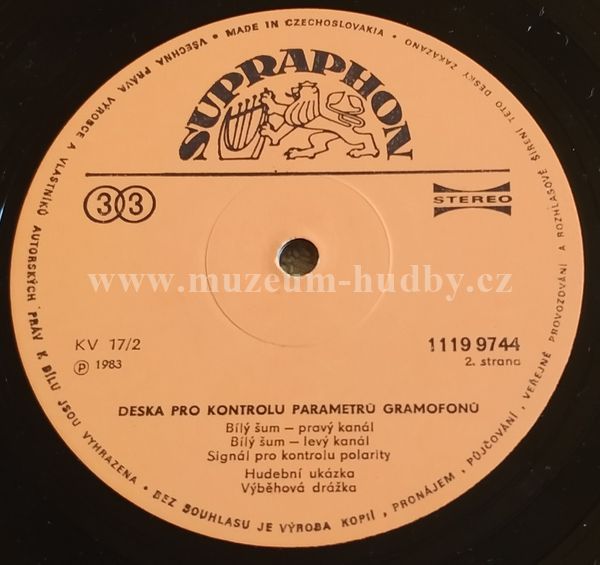 MADE IN CZECHOSLOVAKIA • VŠECHNA PRÁVA VÝROBCE A VLASTNÍKŮ AUTORSKÝCH PRÁV K DÍLU JSOU VYHRAZENA • BEZ SOUHLASU JE VÝROBA KOPIÍ, PRONÁJEM, PŮJČOVÁNÍ, VEŘEJNÉ PROVOZOVÁNÍ A ROZHLASOVÉ ŠÍŘENÍ TÉTO DESKY ZAKÁZÁNO
SUPRAPHON
33
STEREO
www.muzeum-hudby.cz
KV 17/2
1119 9744
Ⓟ 1983
2. strana
DESKA PRO KONTROLU PARAMETRŮ GRAMOFONŮ
Bílý šum – pravý kanál
Bílý šum – levý kanál
Signál pro kontrolu polarity
Hudební ukázka
Výběhová drážka